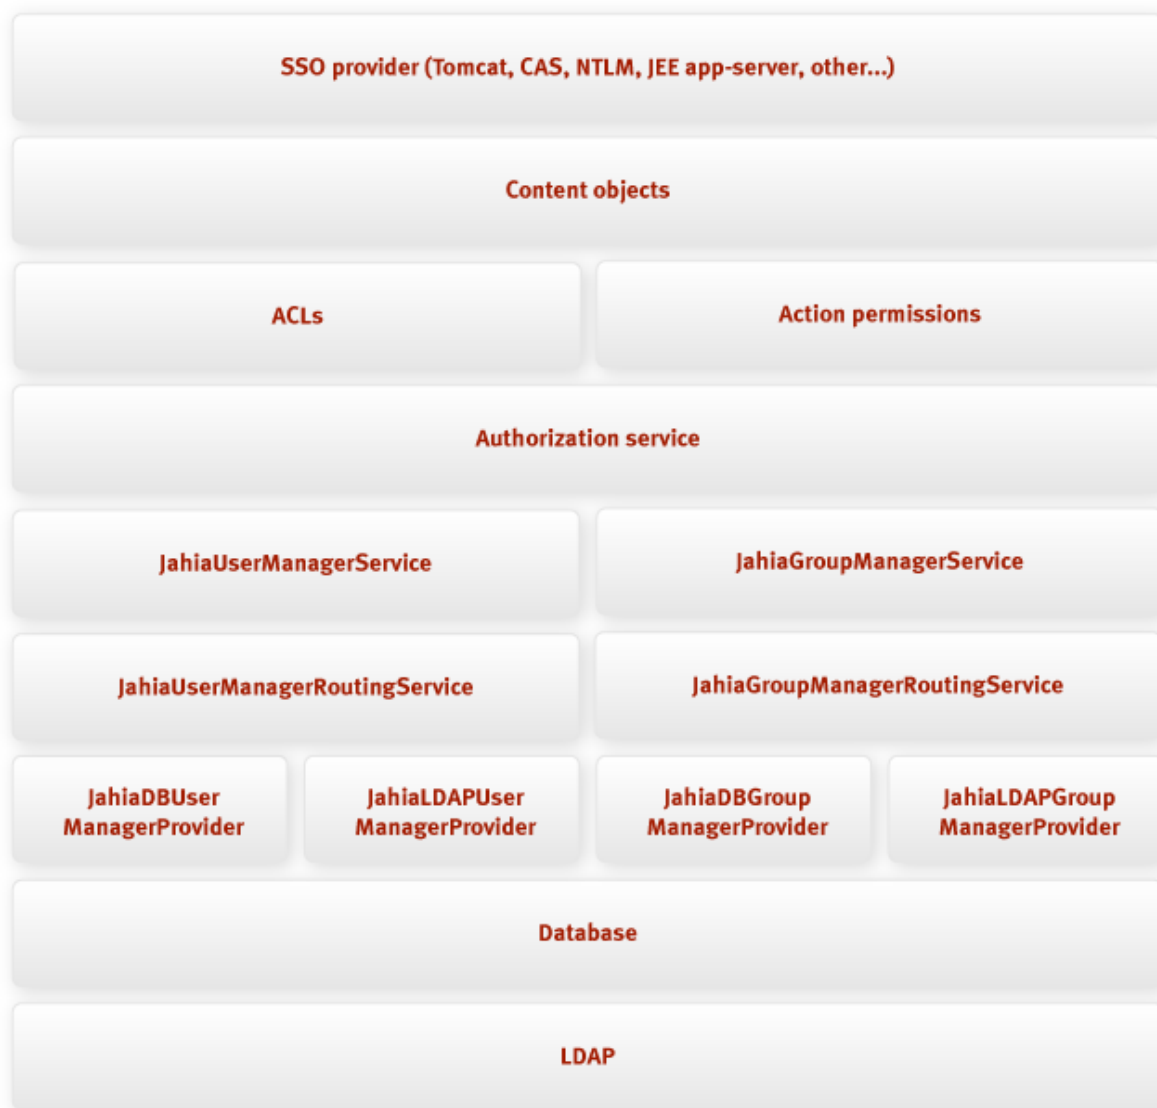 SSO provider (Tomcat, CAS, NTLM, JEE app-server, other...)
Content objects
ACLs
Action permissions
Authorization service
JahiaUserManagerService
JahiaGroupManagerService
JahiaUserManagerRoutingService
JahiaGroupManagerRoutingService
JahiaDBUser
ManagerProvider
JahiaLDAPUser
ManagerProvider
JahiaDBGroup
ManagerProvider
JahiaLDAPGroup
ManagerProvider
Database
LDAP